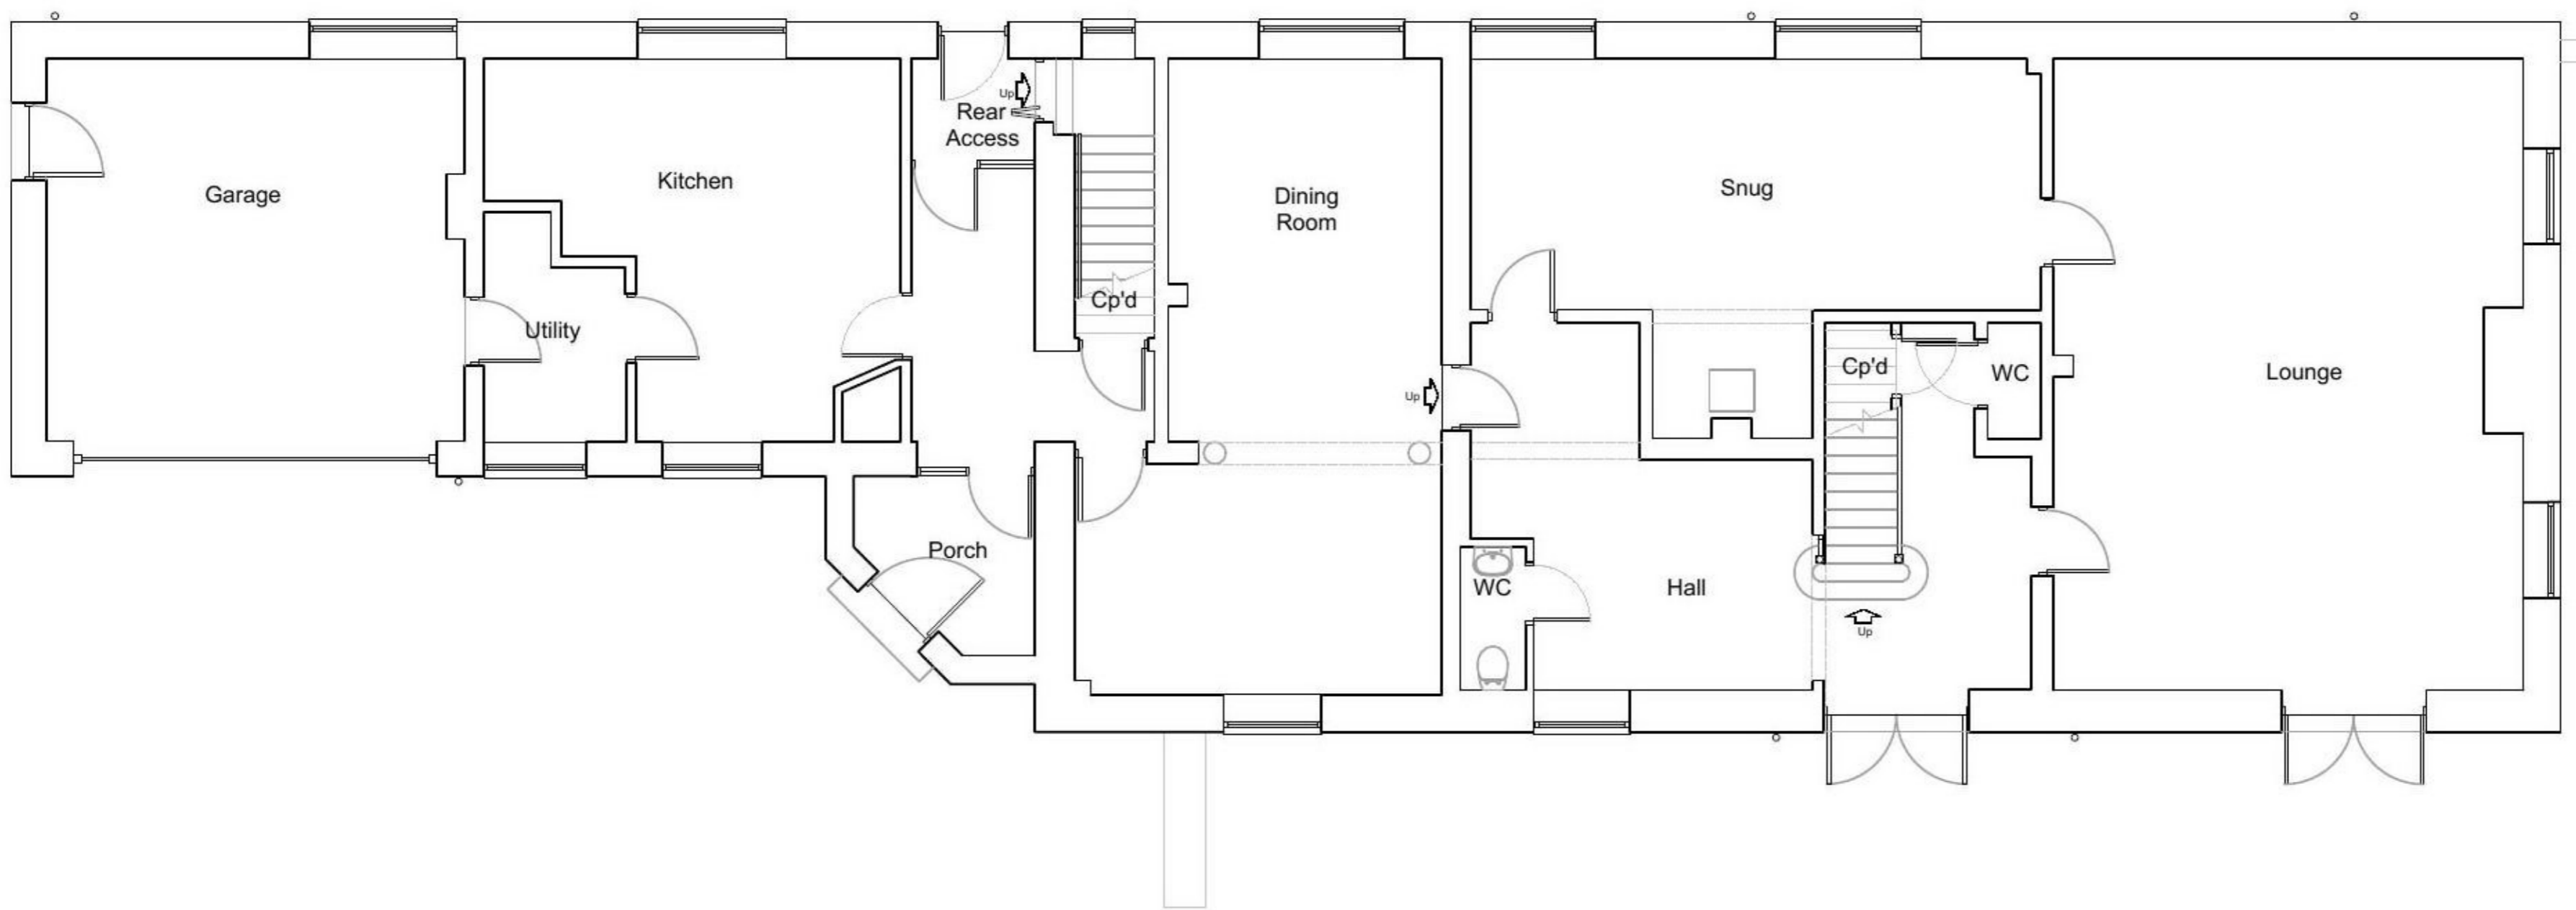 Garage
Kitchen
Utility
Up
Rear
Access
Cp'd
Porch
Dining
Room
Up
Snug
WC
Hall
Cp'd
WC
Up
Lounge